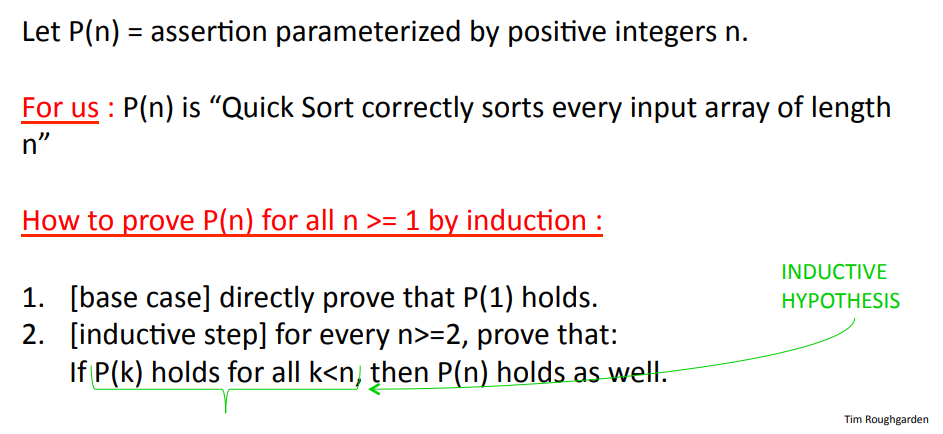 Let P(n) = assertion parameterized by positive integers n.
For us : P(n) is “Quick Sort correctly sorts every input array of length
n”
How to prove P(n) for all n >= 1 by induction :
INDUCTIVE
HYPOTHESIS
1. [base case] directly prove that P(1) holds.
2. [inductive step] for every n>=2, prove that:
If P(k) holds for all k<n, then P(n) holds as well.
Tim Roughgarden